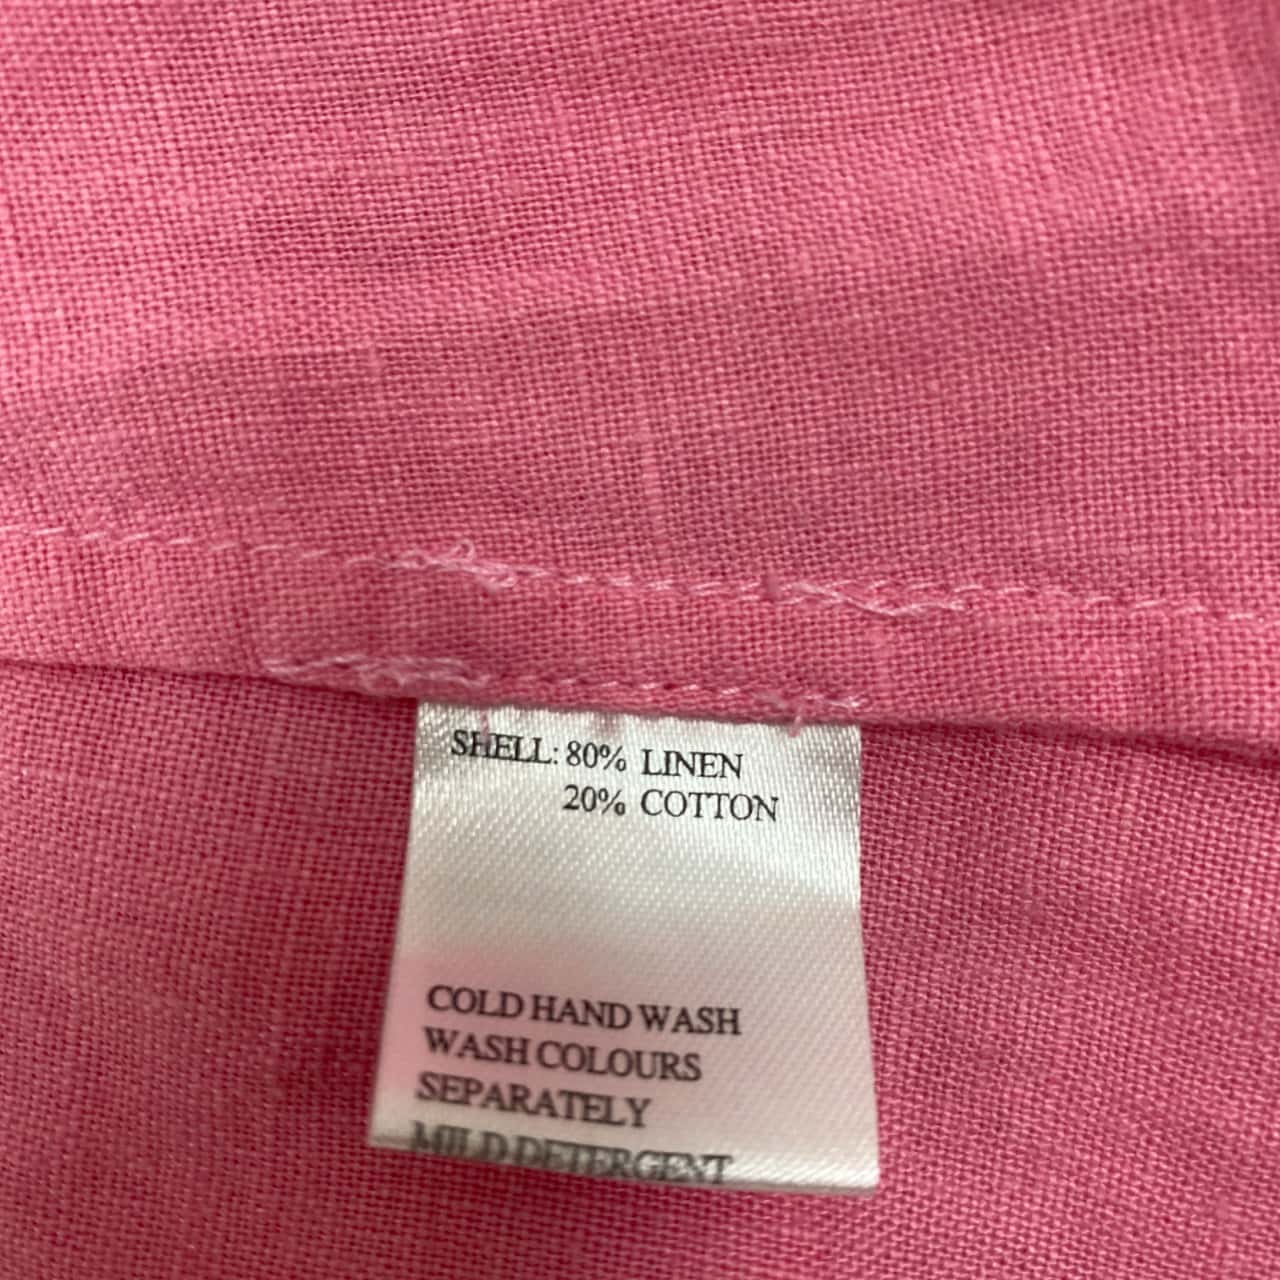 SHELL: 80% LINEN
20% COTTON
COLD HAND WASH
WASH COLOURS
SEPARATELY
MILD DETERGENT